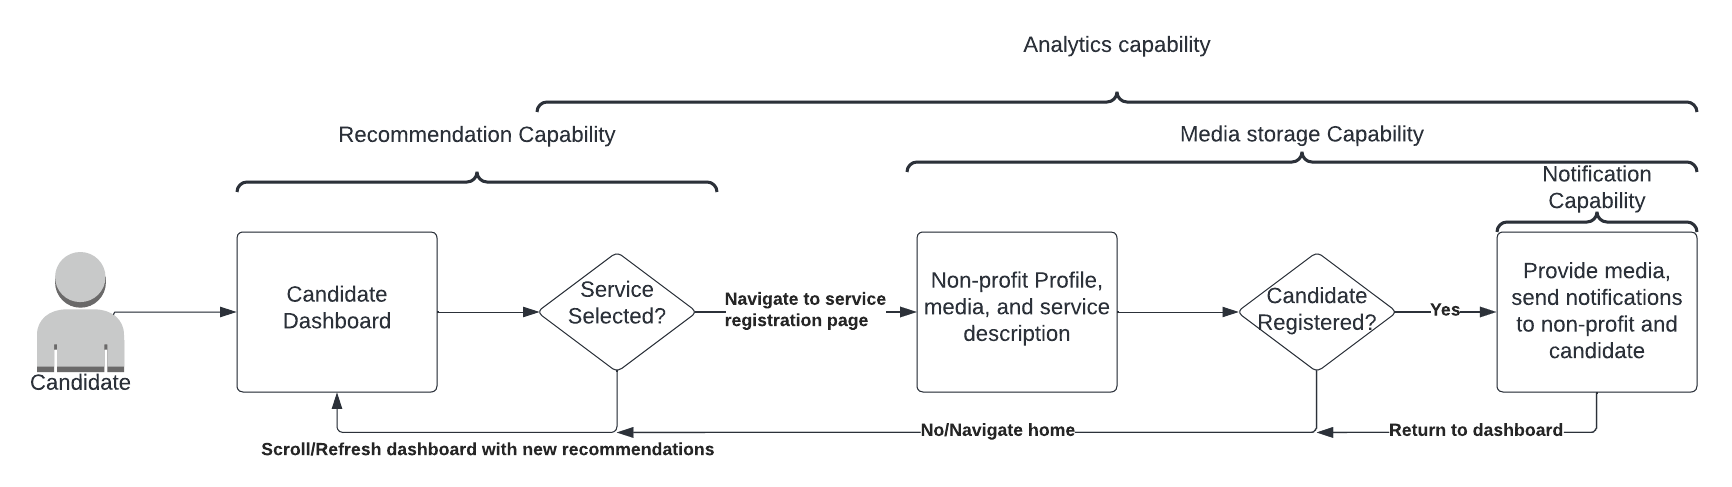 Analytics capability
Recommendation Capability
Media storage Capability
Notification
Capability
Candidate
Candidate
Dashboard
Service
Selected?
Navigate to service
registration page
Non-profit Profile,
media, and service
description
Candidate
Registered?
Yes
Provide media,
send notifications
to non-profit and
candidate
Scroll/Refresh dashboard with new recommendations
No/Navigate home
Return to dashboard